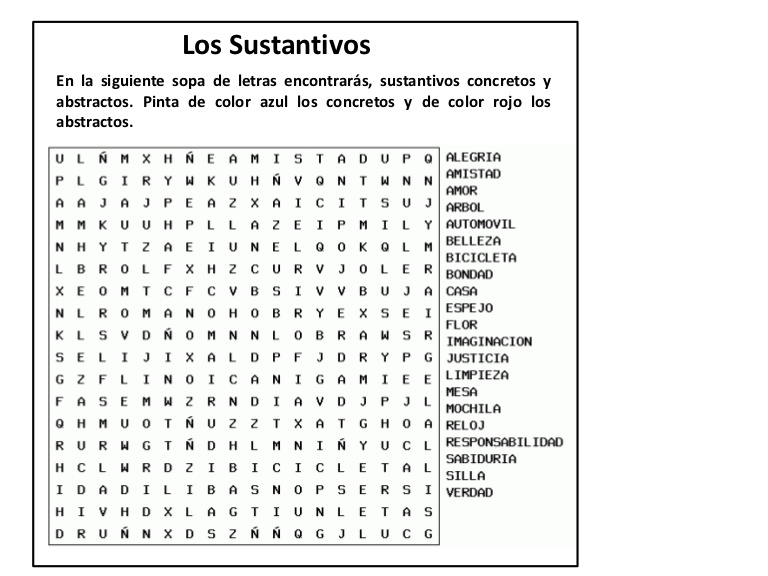 Los Sustantivos
En la siguiente sopa de letras encontrarás, sustantivos concretos y
abstractos. Pinta de color azul los concretos y de color rojo los
abstractos.
U L Ñ M X H Ñ E A M I S T A D U P Q
P L G I R Y W K U H Ñ V Q N T W N N
A A J A J P E A Z X A I C I T S U J
M M K U U H P L L A Z E I P M I L Y
N H Y T Z A E I U N E L Q O K Q L M
L B R O L F X H Z C U R V J O L E R
X E O M T C F C V B S I V V B U J A
N L R O M A N O H O B R Y E X S E I
K L S V D Ñ O M N N L O B R A W S R
S E L I J I X A L D P F J D R Y P G
G Z F L I N O I C A N I G A M I E E
F A S E M W Z R N D I A V D J P J L
Q H M U O T Ñ U Z Z T X A T G H O A
R U R W G T Ñ D H L M N I Ñ Y U C L
H C L W R D Z I B I C I C L E T A L
I D A D I L I B A S N O P S E R S I
H I V H D X L A G T I U N L E T A S
D R U Ñ N X D S Z Ñ Ñ Q G J L U C G
ALEGRIA
AMISTAD
AMOR
ARBOL
AUTOMOVIL
BELLEZA
BICICLETA
BONDAD
CASA
ESPEJO
FLOR
IMAGINACION
JUSTICIA
LIMPIEZA
MESA
MOCHILA
RELOJ
RESPONSABILIDAD
SABIDURIA
SILLA
VERDAD